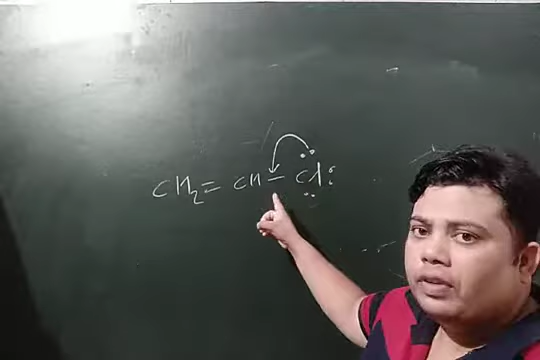 CH₂ = CH - Cl